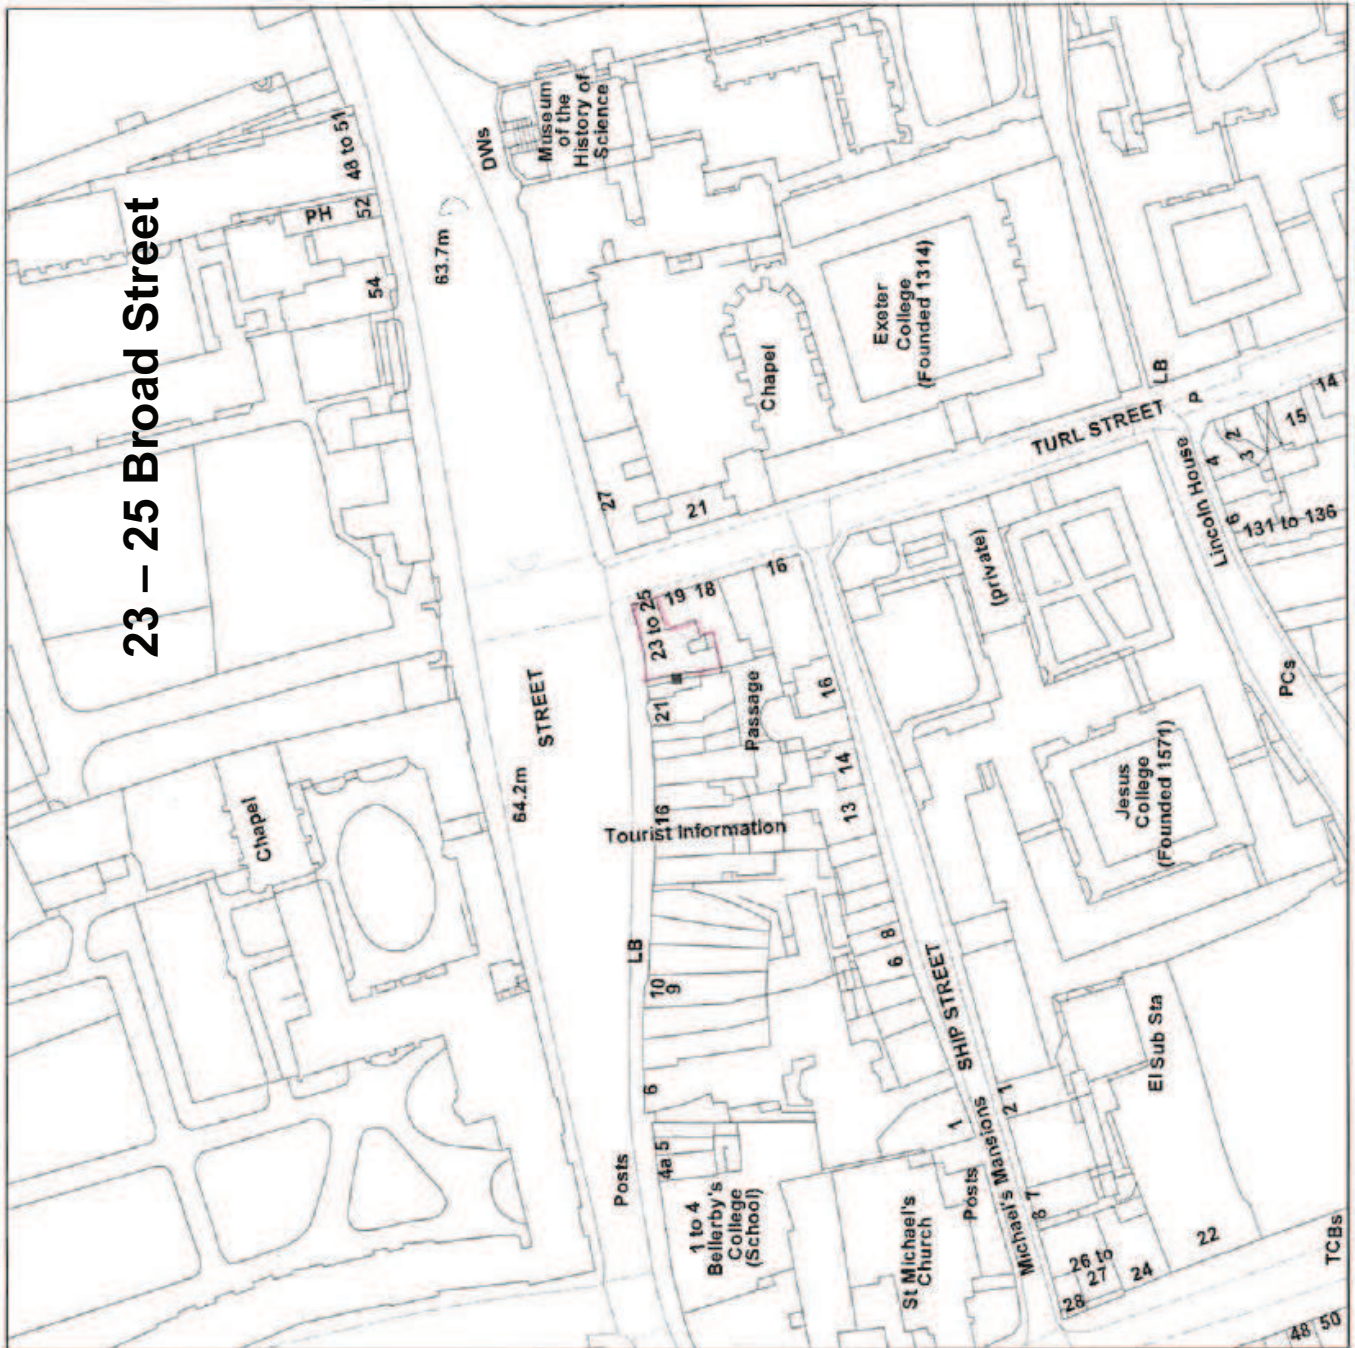 23 – 25 Broad Street
48 to 51
PH
52
54
63.7m
DWs
Museum
of the
History of
Science
Chapel
STREET
64.2m
27
21
Chapel
Exeter
College
(Founded 1314)
TURL STREET
LB
P
23 to 25
19
18
16
21
Passage
16
14
13
16
Tourist Information
LB
10
9
8
6
6
SHIP STREET
(private)
Lincoln House
4
3
2
15
14
6
131 to 136
PCs
Jesus
College
(Founded 1571)
El Sub Sta
Posts
4a
5
1 to 4
Bellerby's
College
(School)
St Michael's
Church
Posts
1
Michael's Mansions
2
1
7
8
26 to
27
28
24
22
TCBs
48
50